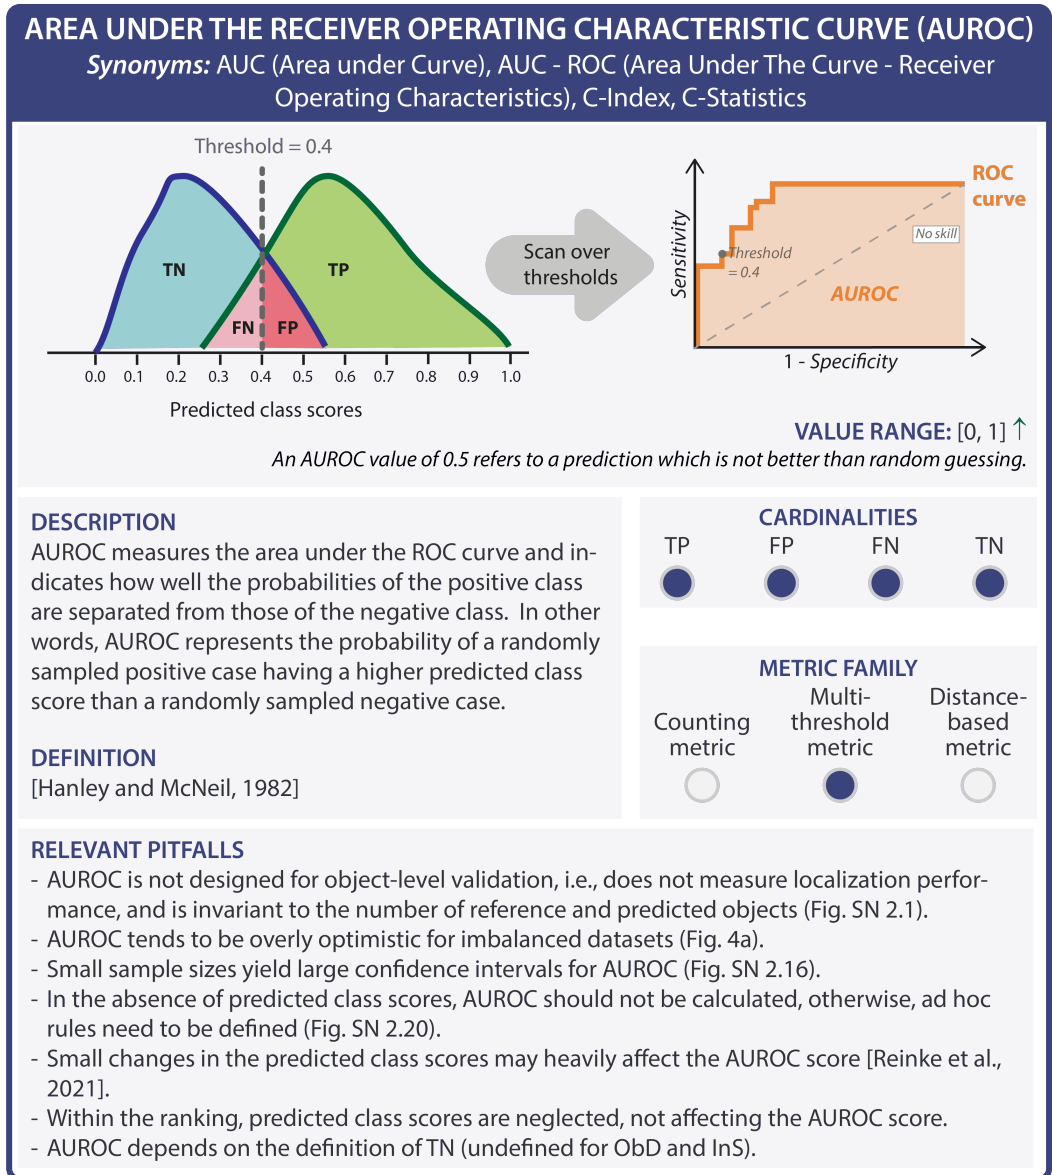 AREA UNDER THE RECEIVER OPERATING CHARACTERISTIC CURVE (AUROC)
Synonyms: AUC (Area under Curve), AUC - ROC (Area Under The Curve - Receiver
Operating Characteristics), C-Index, C-Statistics
Threshold = 0.4
TN
TP
FN
FP
0.0 0.1 0.2 0.3 0.4 0.5 0.6 0.7 0.8 0.9 1.0
Predicted class scores
Scan over
thresholds
Sensitivity
ROC
curve
No skill
Threshold
= 0.4
AUROC
1 - Specificity
VALUE RANGE: [0, 1] ↑
An AUROC value of 0.5 refers to a prediction which is not better than random guessing.
DESCRIPTION
AUROC measures the area under the ROC curve and in-
dicates how well the probabilities of the positive class
are separated from those of the negative class. In other
words, AUROC represents the probability of a randomly
sampled positive case having a higher predicted class
score than a randomly sampled negative case.
DEFINITION
[Hanley and McNeil, 1982]
CARDINALITIES
TP FP FN TN
METRIC FAMILY
Counting
metric
Multi-
threshold
metric
Distance-
based
metric
RELEVANT PITFALLS
- AUROC is not designed for object-level validation, i.e., does not measure localization perfor-
mance, and is invariant to the number of reference and predicted objects (Fig. SN 2.1).
- AUROC tends to be overly optimistic for imbalanced datasets (Fig. 4a).
- Small sample sizes yield large confidence intervals for AUROC (Fig. SN 2.16).
- In the absence of predicted class scores, AUROC should not be calculated, otherwise, ad hoc
rules need to be defined (Fig. SN 2.20).
- Small changes in the predicted class scores may heavily affect the AUROC score [Reinke et al.,
2021].
- Within the ranking, predicted class scores are neglected, not affecting the AUROC score.
- AUROC depends on the definition of TN (undefined for ObD and InS).